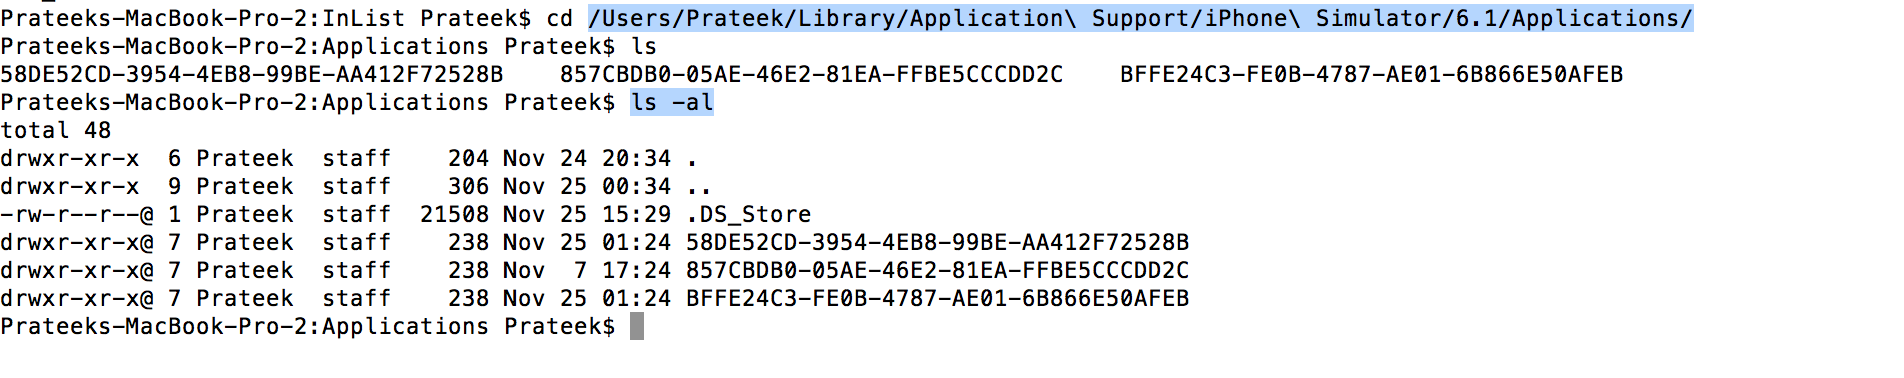 Prateeks-MacBook-Pro-2:InList Prateek$ cd /Users/Prateek/Library/Application\ Support/iPhone\ Simulator/6.1/Applications/
Prateeks-MacBook-Pro-2:Applications Prateek$ ls
58DE52CD-3954-4EB8-99BE-AA412F72528B    857CBDB0-05AE-46E2-81EA-FFBE5CCCDD2C    BFFE24C3-FE0B-4787-AE01-6B866E50AFEB
Prateeks-MacBook-Pro-2:Applications Prateek$ ls -al
total 48
drwxr-xr-x  6 Prateek  staff    204 Nov 24 20:34 .
drwxr-xr-x  9 Prateek  staff    306 Nov 25 00:34 ..
-rw-r--r--@ 1 Prateek  staff  21508 Nov 25 15:29 .DS_Store
drwxr-xr-x@ 7 Prateek  staff    238 Nov 25 01:24 58DE52CD-3954-4EB8-99BE-AA412F72528B
drwxr-xr-x@ 7 Prateek  staff    238 Nov  7 17:24 857CBDB0-05AE-46E2-81EA-FFBE5CCCDD2C
drwxr-xr-x@ 7 Prateek  staff    238 Nov 25 01:24 BFFE24C3-FE0B-4787-AE01-6B866E50AFEB
Prateeks-MacBook-Pro-2:Applications Prateek$